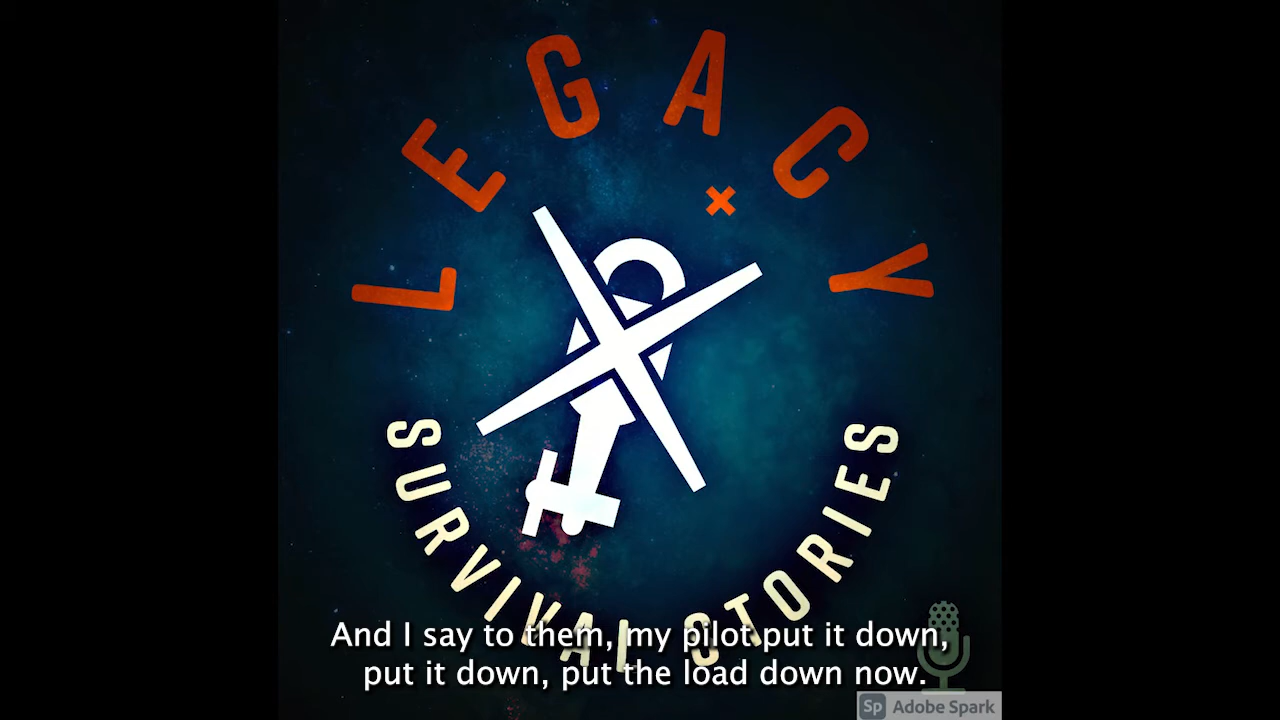 LEGACY
SURVIVAL STORIES
And I say to them, my pilot put it down,
put it down, put the load down now.
Sp Adobe Spark